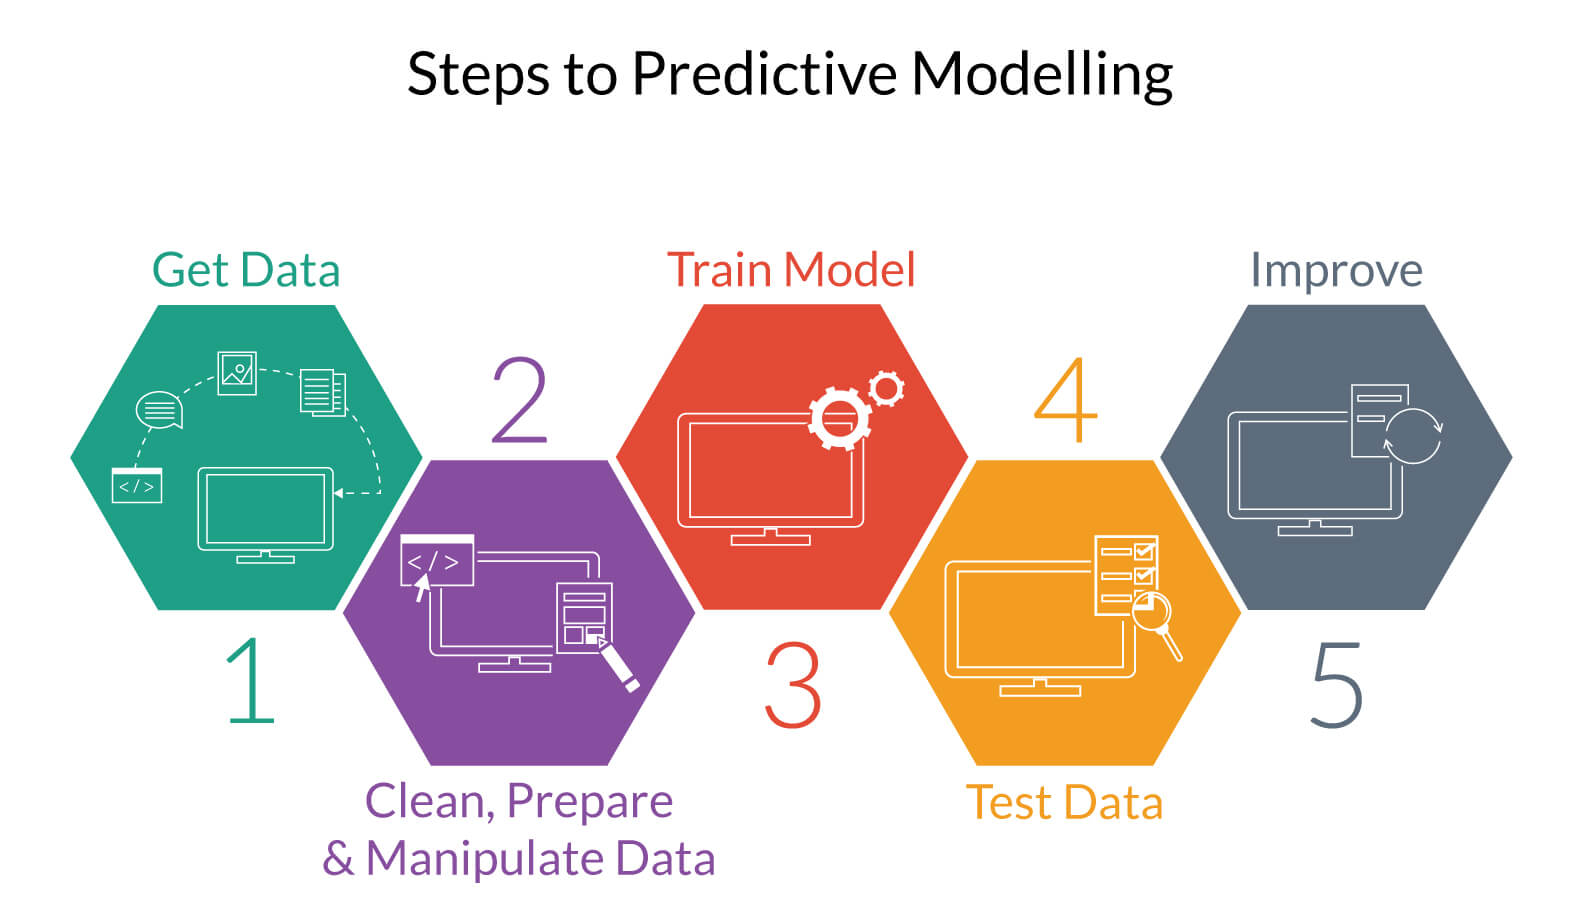 Steps to Predictive Modelling
Get Data
</>
1
2
</>
Clean, Prepare
& Manipulate Data
Train Model
3
4
Test Data
Improve
5